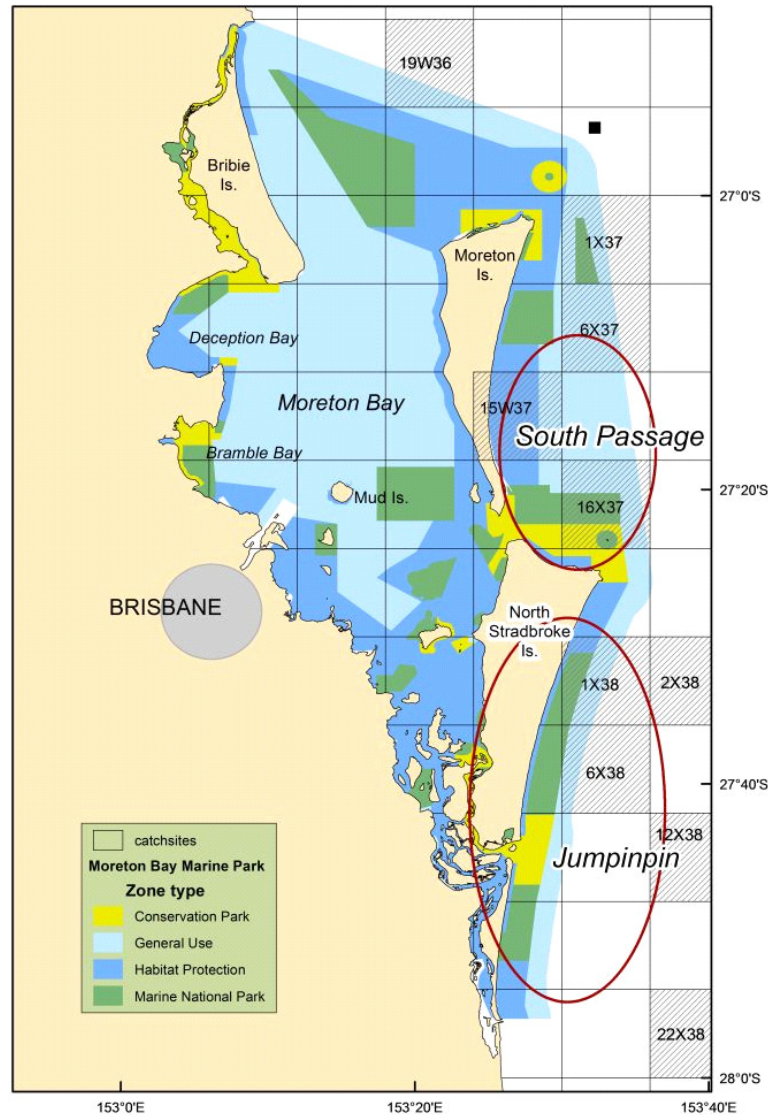 19W36
27°0'S
Bribie
Is.
Moreton
Is.
1X37
6X37
Deception Bay
Moreton Bay
15W37
South Passage
Bramble Bay
27°20'S
Mud Is.
16X37
BRISBANE
North
Stradbroke
Is.
1X38
2X38
6X38
27°40'S
12X38
Jumpinpin
catchsites
Moreton Bay Marine Park
Zone type
Conservation Park
General Use
Habitat Protection
Marine National Park
22X38
28°0'S
153°0'E
153°20'E
153°40'E